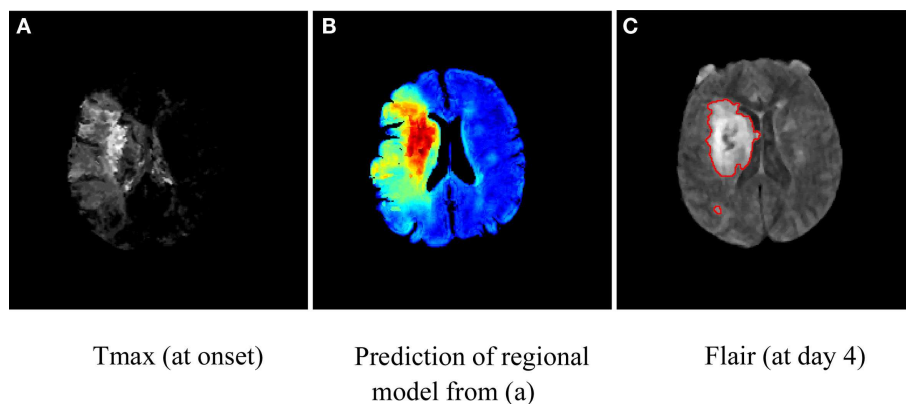 A
B
C
Tmax (at onset)
Prediction of regional
model from (a)
Flair (at day 4)